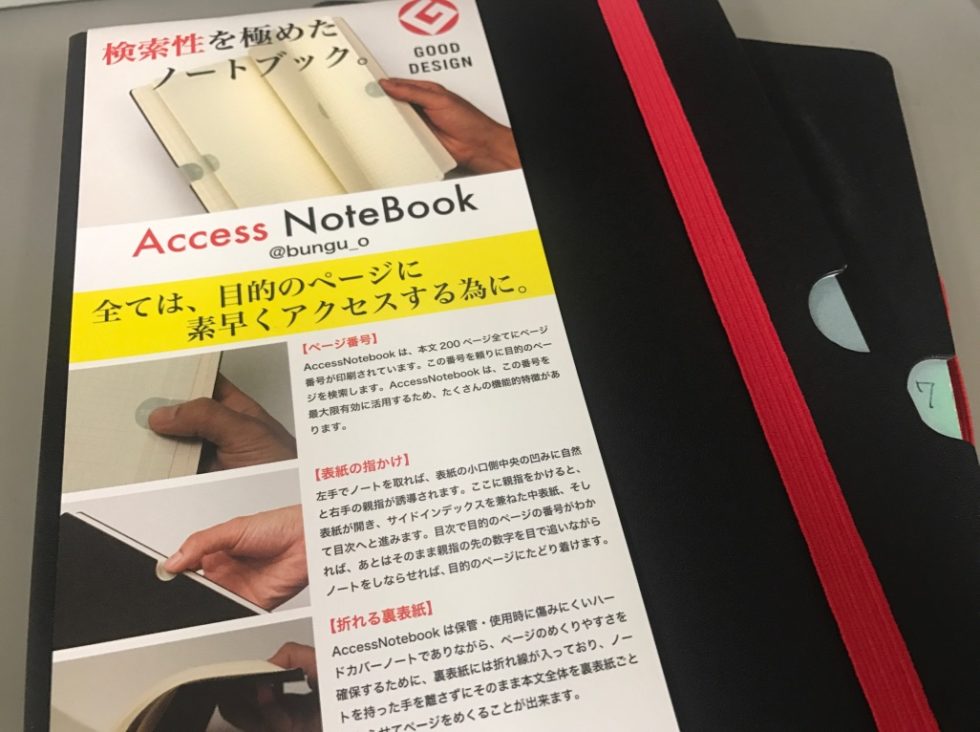 検索性を極めた
ノートブック。
GOOD
DESIGN
Access NoteBook
@bungu_o
全ては、目的のページに
素早くアクセスする為に。
【ページ番号】
AccessNotebook は、本文 200 ページ全てにページ
番号が印刷されています。この番号を頼りに目的のペー
ジを検索します。AccessNotebook は、この番号を
最大限有効に活用するため、たくさんの機能的特徴があ
ります。
【表紙の指かけ】
左手でノートを取れば、表紙の小口側中央の凹みに自然
と右手の親指が誘導されます。ここに親指をかけると、
表紙が開き、サイドインデックスを兼ねた中表紙、そし
て目次へと進みます。目次で目的のページの番号がわか
れば、あとはそのまま親指の先の数字を目で追いながら
ノートをしならせれば、目的のページにたどり着けます。
【折れる裏表紙】
AccessNotebook は保管・使用時に傷みにくいハー
ドカバーノートでありながら、ページのめくりやすさを
確保するために、裏表紙には折れ線が入っており、ノー
トを持った手を離さずにそのまま本文全体を裏表紙ごと
らせてページをめくることが出来ます。
7